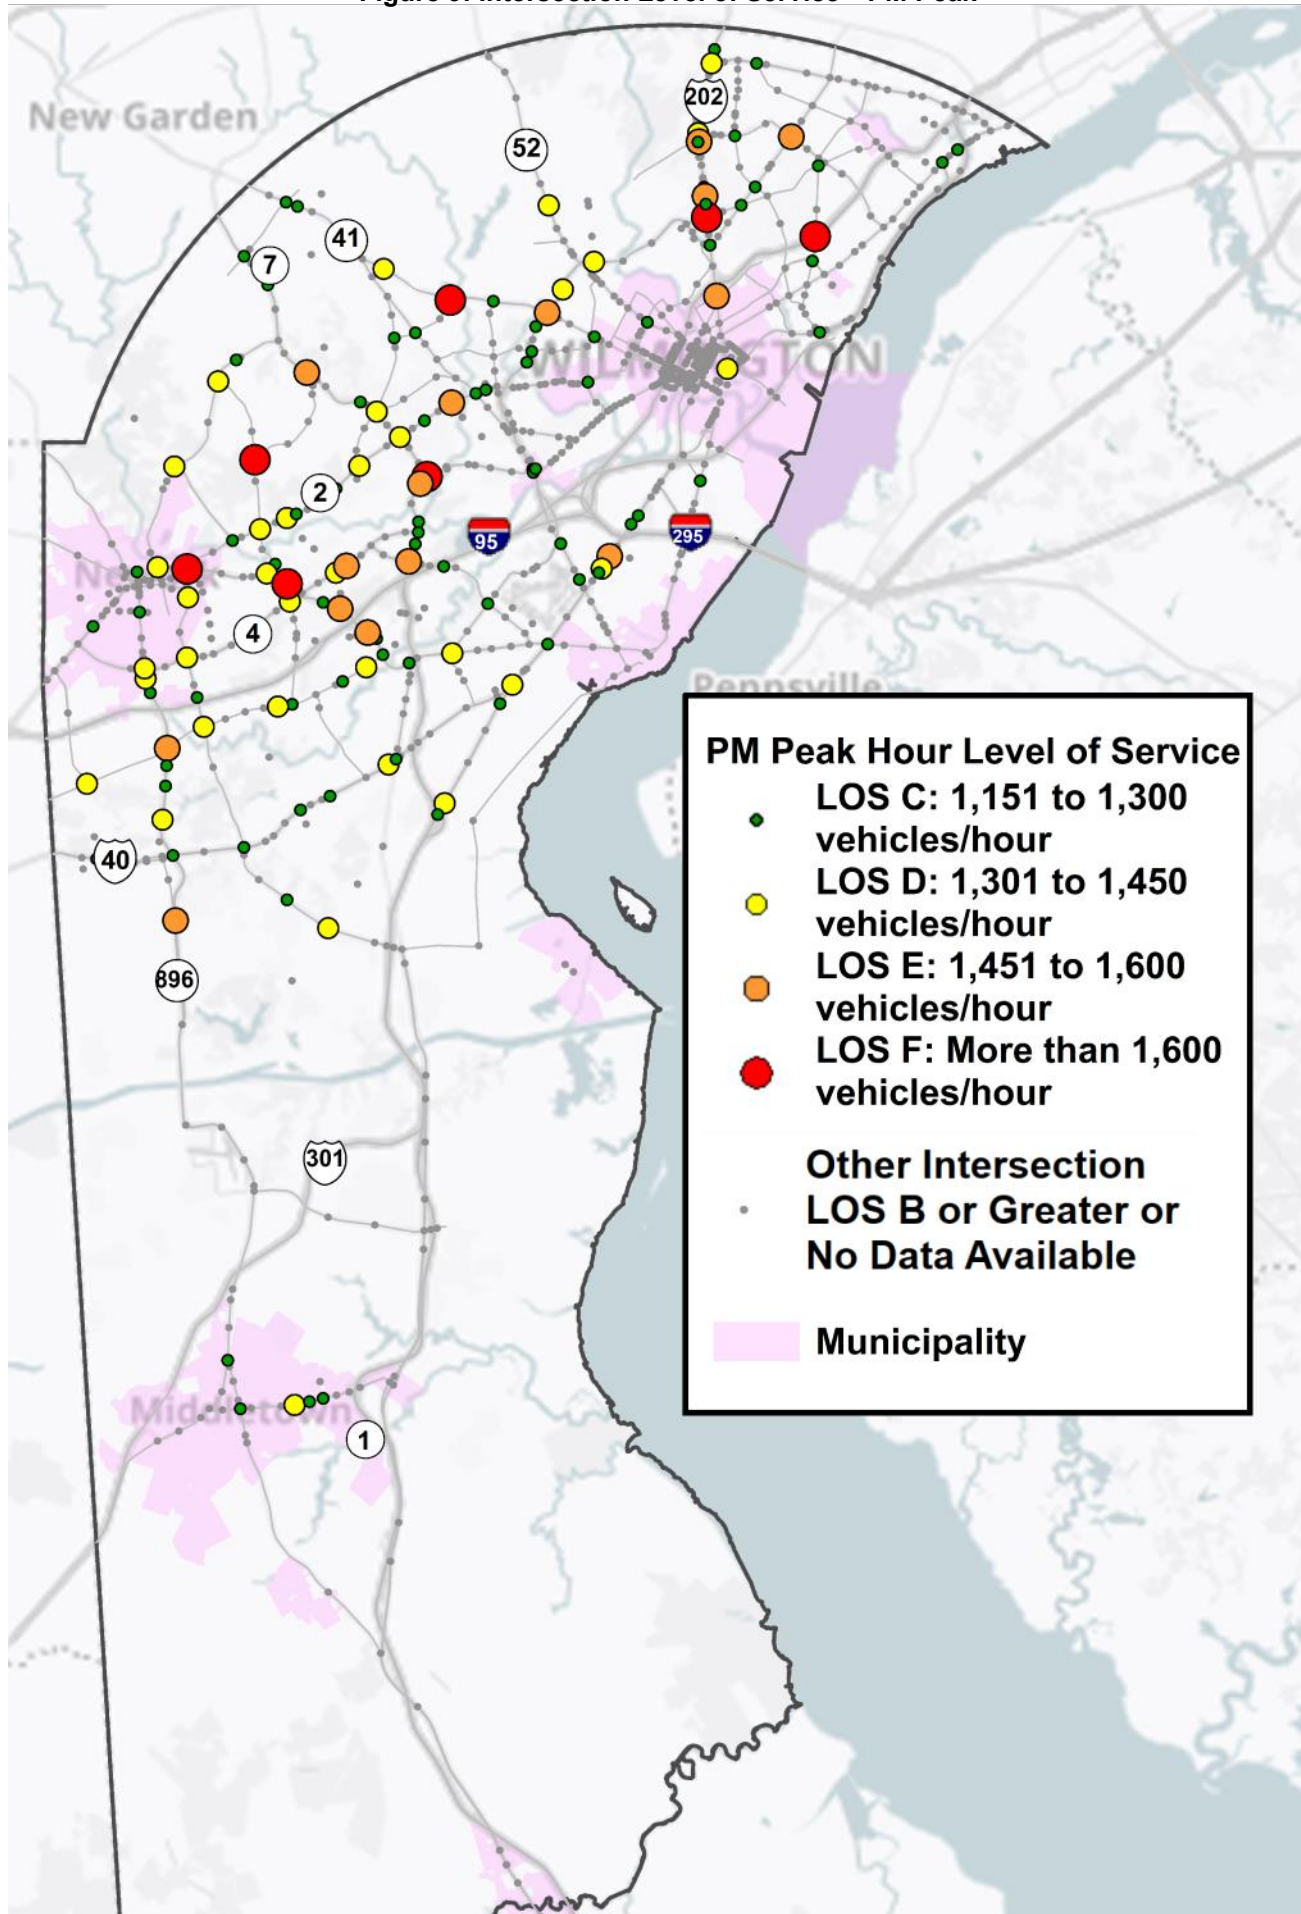 New Garden
202
52
41
7
WILMINGTON
2
95
295
4
Pennsville
PM Peak Hour Level of Service
LOS C: 1,151 to 1,300
vehicles/hour
LOS D: 1,301 to 1,450
vehicles/hour
LOS E: 1,451 to 1,600
vehicles/hour
LOS F: More than 1,600
vehicles/hour
Other Intersection
LOS B or Greater or
No Data Available
Municipality
40
896
301
Middletown
1